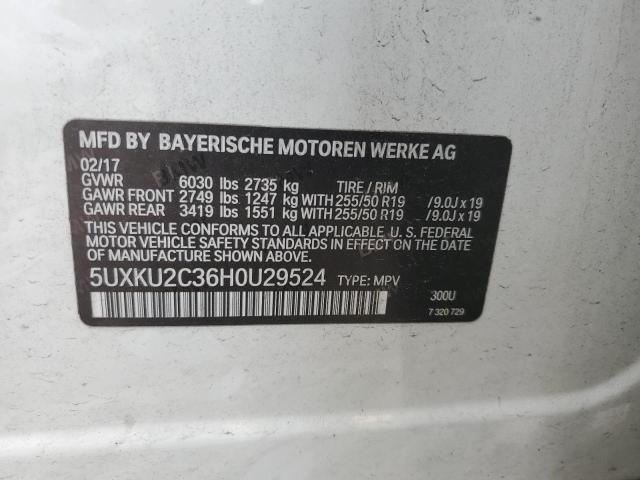 MFD BY BAYERISCHE MOTOREN WERKE AG
02/17
GVWR 6030 lbs 2735 kg TIRE / RIM
GAWR FRONT 2749 lbs 1247 kg WITH 255/50 R19 /9.0J x 19
GAWR REAR 3419 lbs 1551 kg WITH 255/50 R19 /9.0J x 19
THIS VEHICLE CONFORMS TO ALL APPLICABLE U. S. FEDERAL
MOTOR VEHICLE SAFETY STANDARDS IN EFFECT ON THE DATE
OF MANUFACTURE SHOWN ABOVE.
5UXKU2C36H0U29524 TYPE: MPV
300U
7 320 729